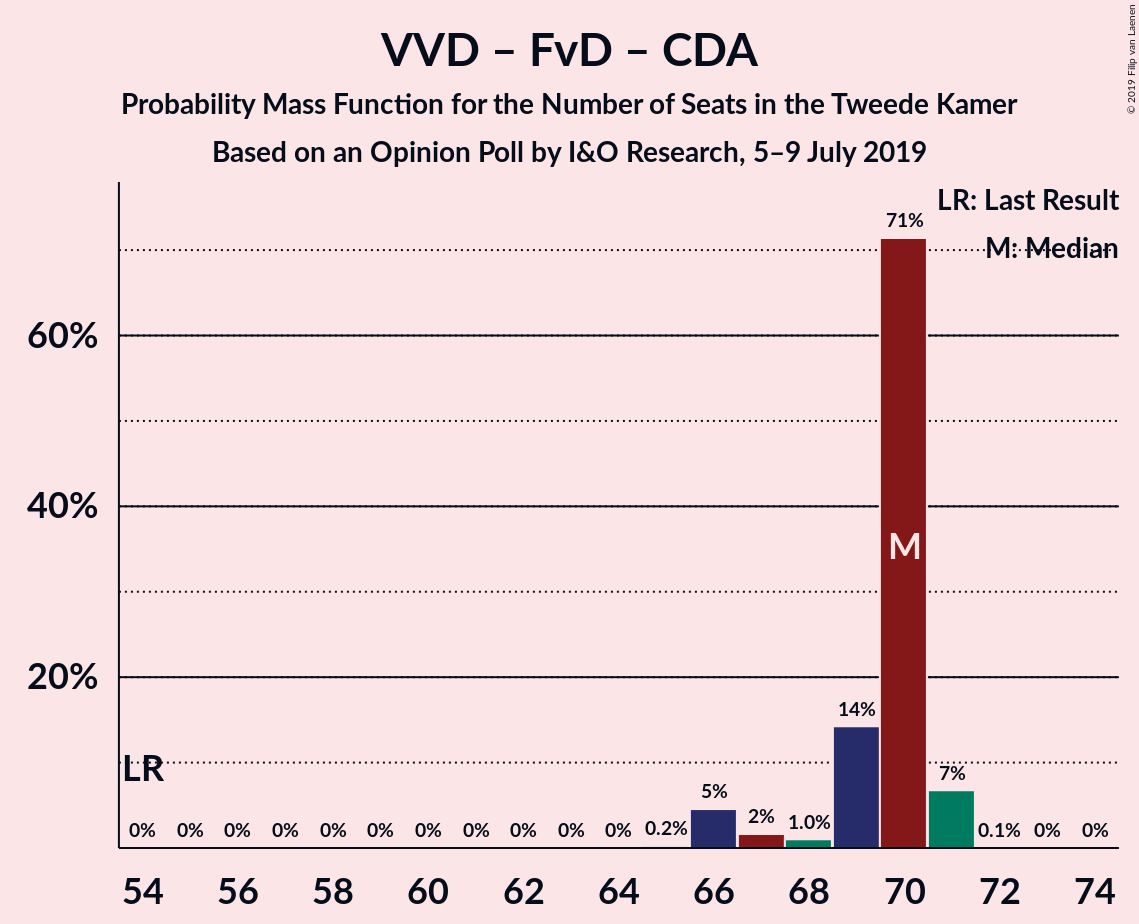 VVD – FvD – CDA
Probability Mass Function for the Number of Seats in the Tweede Kamer
Based on an Opinion Poll by I&O Research, 5–9 July 2019
© 2019 Filip van Laenen
LR: Last Result
M: Median
71%
60%
40%
M
20%
14%
LR
7%
5%
2%
1.0%
0% 0% 0% 0% 0% 0% 0% 0% 0% 0% 0% 0.2% 0.1% 0% 0%
54 56 58 60 62 64 66 68 70 72 74